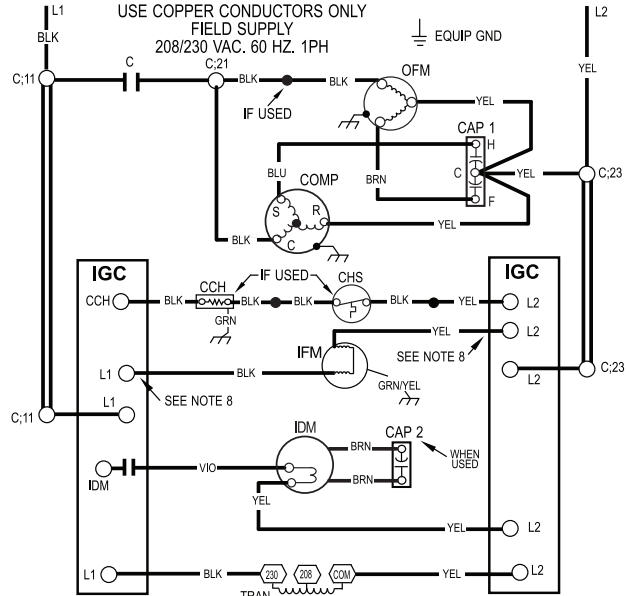 L1
USE COPPER CONDUCTORS ONLY
FIELD SUPPLY
208/230 VAC. 60 HZ. 1PH
L2
BLK
EQUIP GND
YEL
C;11
C
C;21
BLK
BLK
OFM
IF USED
YEL
CAP 1
H
BLU
COMP
BRN
C
YEL
C;23
S
R
F
YEL
BLK
C
IGC
IF USED
CHS
IGC
CCH
CCH
BLK
BLK
BLK
BLK
YEL
L2
GRN
YEL
L2
IFM
SEE NOTE 8
L1
BLK
GRN/YEL
L2
C;23
SEE NOTE 8
L1
C;11
IDM
CAP 2
BRN
WHEN
USED
IDM
VIO
BRN
YEL
YEL
L2
L1
BLK
230
208
COM
YEL
L2
TRAN